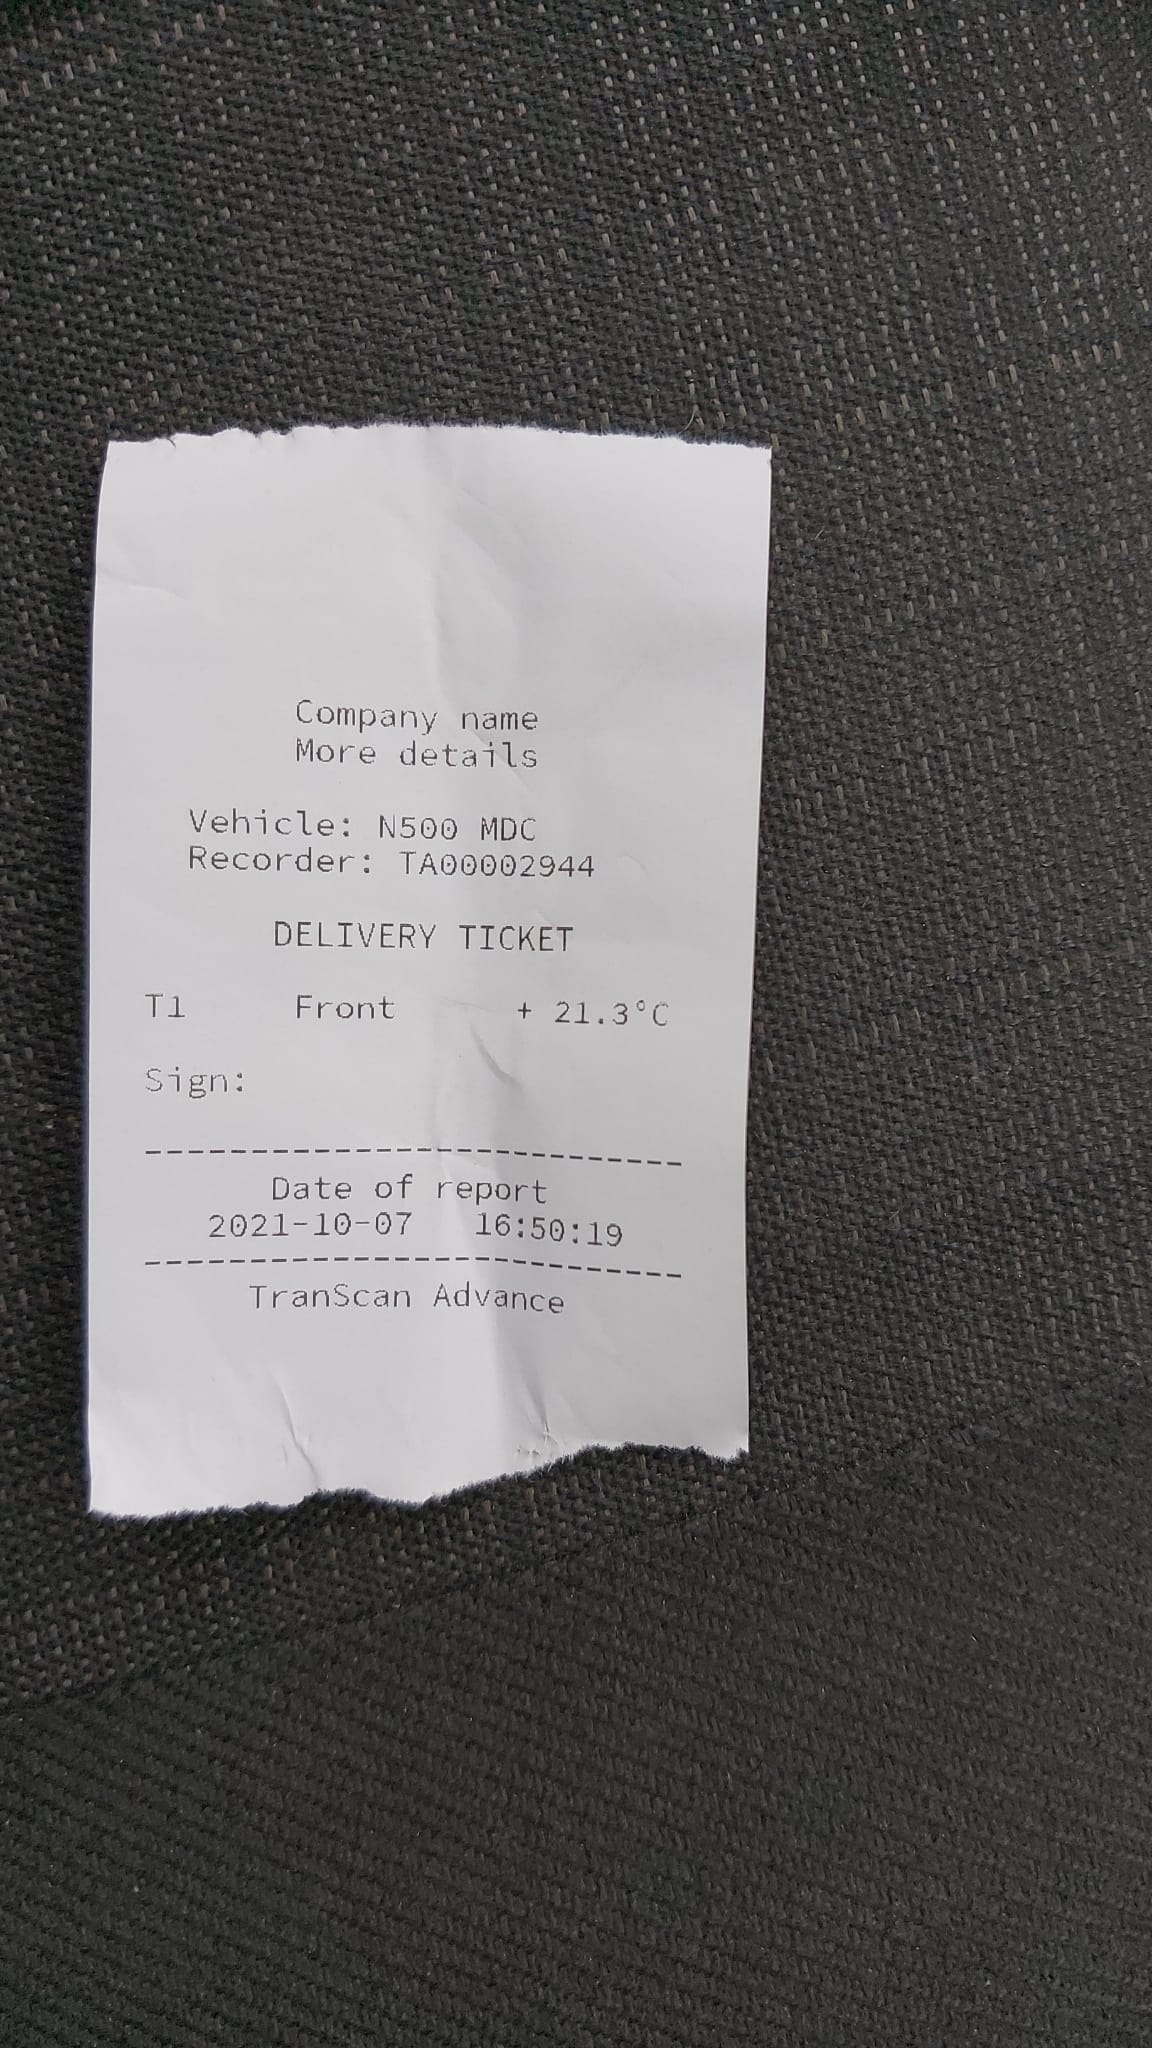 Company name
More details
Vehicle: N500 MDC
Recorder: TA00002944
DELIVERY TICKET
T1 Front + 21.3°C
Sign:
--------------------------
Date of report
2021-10-07 16:50:19
--------------------------
TranScan Advance